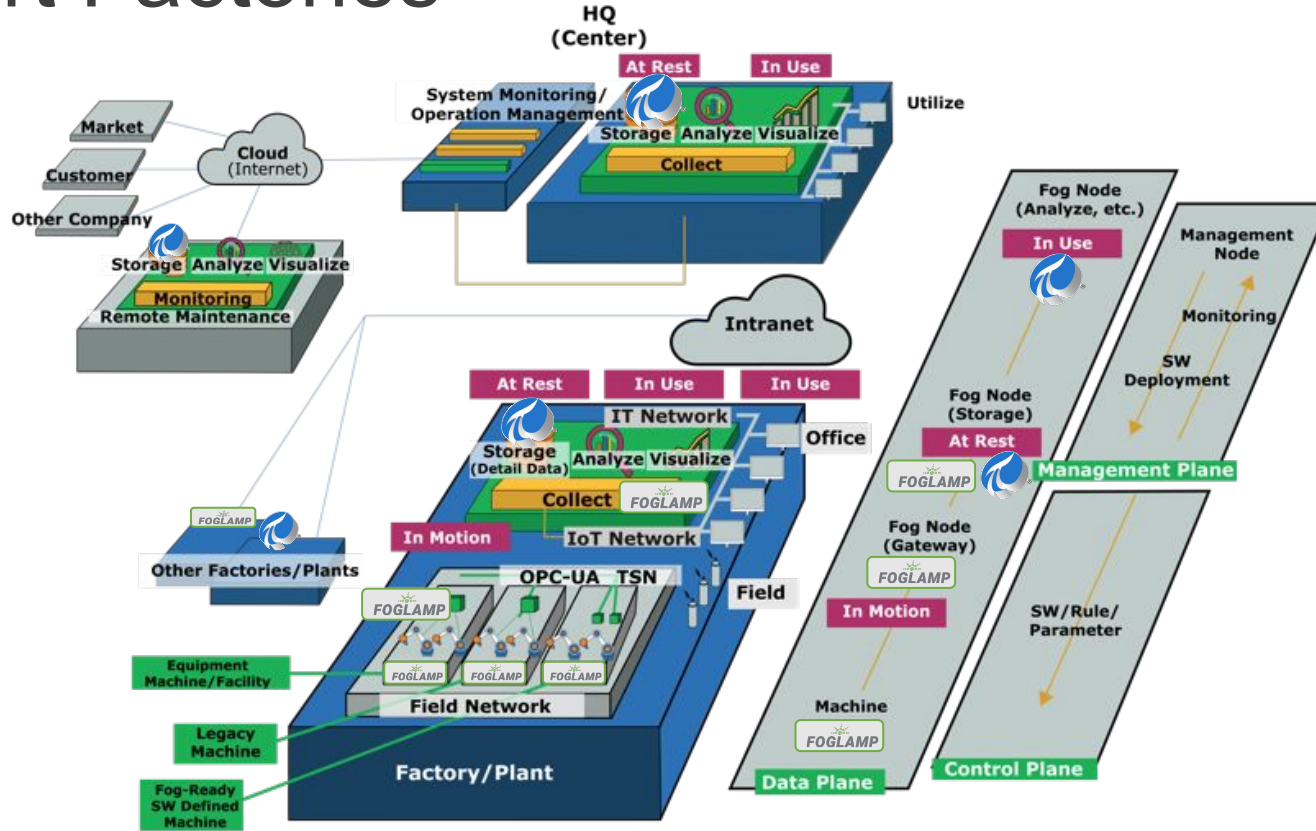 rt Factories
HQ
(Center)
At Rest
In Use
System Monitoring/
Operation Management
Storage
Analyze
Visualize
Collect
Utilize
Market
Customer
Other Company
Cloud
(Internet)
Storage
Analyze
Visualize
Monitoring
Remote Maintenance
Intranet
At Rest
In Use
In Use
IT Network
Office
Storage
(Detail Data)
Analyze
Visualize
Collect
FOGLAMP
In Motion
IoT Network
FOGLAMP
Other Factories/Plants
OPC-UA TSN
Field
FOGLAMP
FOGLAMP
FOGLAMP
FOGLAMP
Field Network
Equipment
Machine/Facility
Legacy
Machine
Fog-Ready
SW Defined
Machine
Factory/Plant
Fog Node
(Analyze, etc.)
In Use
®
Fog Node
(Storage)
At Rest
FOGLAMP
®
Fog Node
(Gateway)
FOGLAMP
In Motion
Machine
FOGLAMP
Data Plane
Management
Node
Monitoring
SW
Deployment
Management Plane
SW/Rule/
Parameter
Control Plane